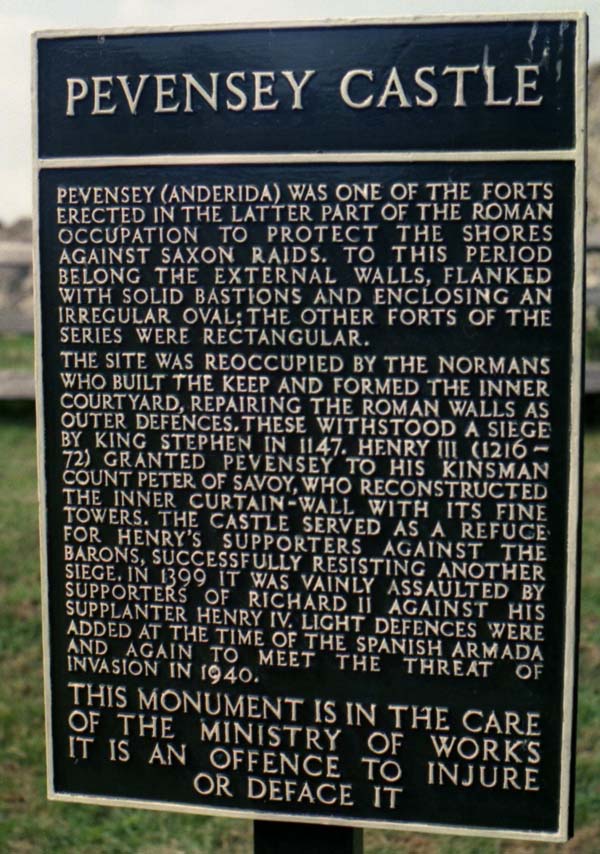 PEVENSEY CASTLE
PEVENSEY (ANDERIDA) WAS ONE OF THE FORTS
ERECTED IN THE LATTER PART OF THE ROMAN
OCCUPATION TO PROTECT THE SHORES
AGAINST SAXON RAIDS. TO THIS PERIOD
BELONG THE EXTERNAL WALLS, FLANKED
WITH SOLID BASTIONS AND ENCLOSING AN
IRREGULAR OVAL; THE OTHER FORTS OF THE
SERIES WERE RECTANGULAR.
THE SITE WAS REOCCUPIED BY THE NORMANS
WHO BUILT THE KEEP AND FORMED THE INNER
COURTYARD, REPAIRING THE ROMAN WALLS AS
OUTER DEFENCES. THESE WITHSTOOD A SIEGE
BY KING STEPHEN IN 1147. HENRY III (1216–
72) GRANTED PEVENSEY TO HIS KINSMAN
COUNT PETER OF SAVOY, WHO RECONSTRUCTED
THE INNER CURTAIN-WALL WITH ITS FINE
TOWERS. THE CASTLE SERVED AS A REFUGE
FOR HENRY'S SUPPORTERS AGAINST THE
BARONS, SUCCESSFULLY RESISTING ANOTHER
SIEGE. IN 1399 IT WAS VAINLY ASSAULTED BY
SUPPORTERS OF RICHARD II AGAINST HIS
SUPPLANTER HENRY IV. LIGHT DEFENCES WERE
ADDED AT THE TIME OF THE SPANISH ARMADA
AND AGAIN TO MEET THE THREAT OF
INVASION IN 1940.
THIS MONUMENT IS IN THE CARE
OF THE MINISTRY OF WORKS
IT IS AN OFFENCE TO INJURE
OR DEFACE IT